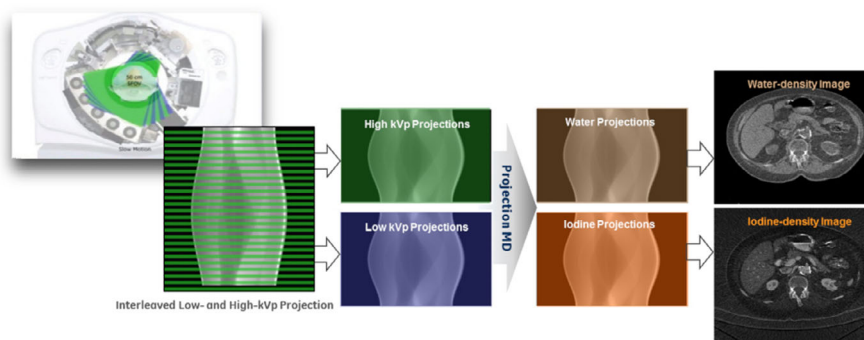 50 cm
SFOV
Slow Motion
Interleaved Low- and High-kVp Projection
High kVp Projections
Low kVp Projections
Projection MD
Water Projections
Iodine Projections
Water-density Image
Iodine-density Image